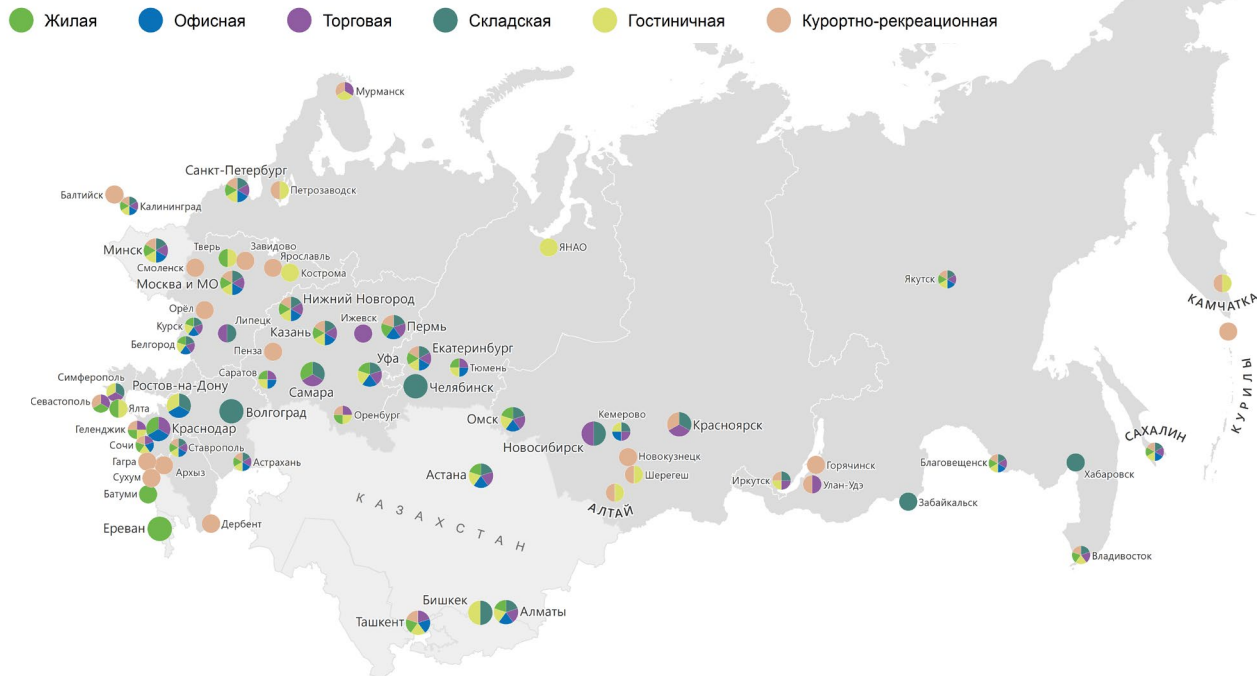 Жилая
Офисная
Торговая
Складская
Гостиничная
Курортно-рекреационная
Мурманск
Санкт-Петербург
Петрозаводск
Балтийск
Калининград
Минск
Тверь
Завидово
Ярославль
Смоленск
Кострома
Москва и МО
ЯНАО
Якутск
КАМЧАТКА
КУРИЛЫ
Нижний Новгород
Орёл
Курск
Липецк
Казань
Ижевск
Пермь
Белгород
Пенза
Уфа
Екатеринбург
Тюмень
Саратов
Самара
Челябинск
Симферополь
Ростов-на-Дону
Севастополь
Ялта
Волгоград
Оренбург
Омск
Кемерово
Новосибирск
Красноярск
САХАЛИН
Геленджик
Краснодар
Сочи
Ставрополь
Новокузнецк
Гагра
Архыз
Астрахань
Горячинск
Благовещенск
Хабаровск
Сухум
Астана
Шерегеш
Иркутск
Улан-Удэ
Батуми
КАЗАХСТАН
АЛТАЙ
Забайкальск
Ереван
Дербент
Владивосток
Бишкек
Алматы
Ташкент